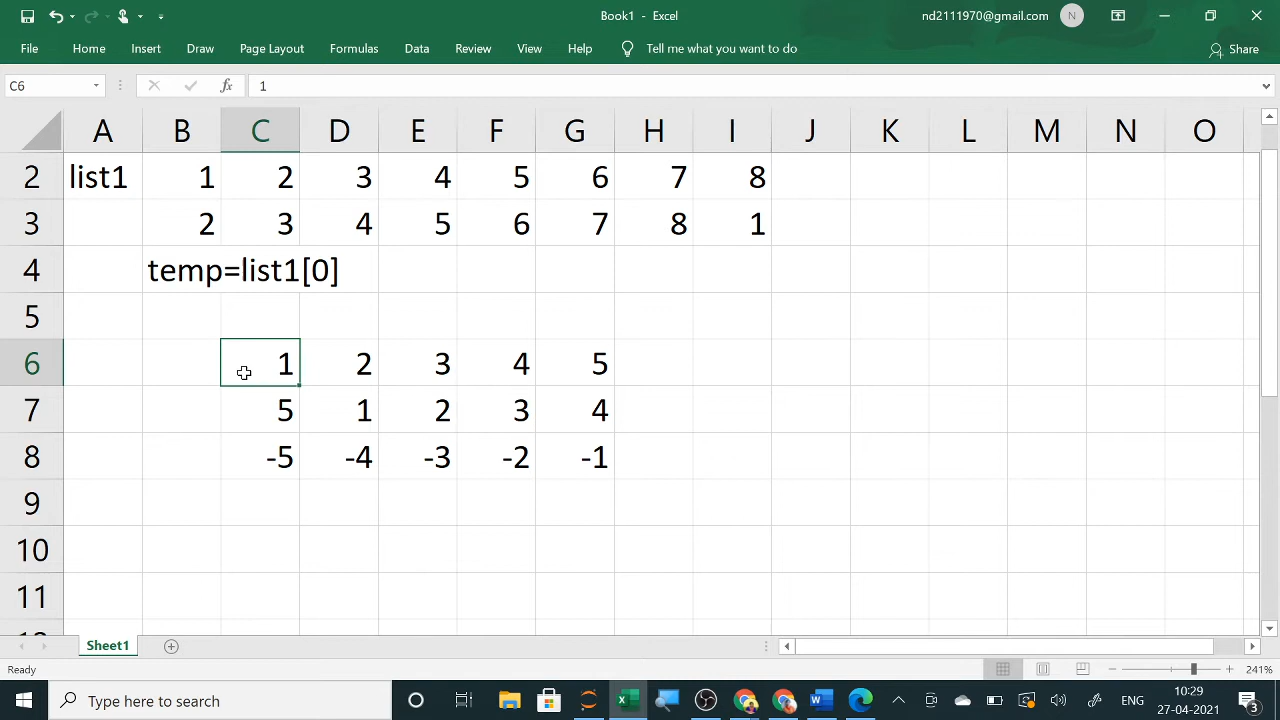 Book1 - Excel
nd2111970@gmail.com N
File Home Insert Draw Page Layout Formulas Data Review View Help Tell me what you want to do Share
C6 fx 1
A B C D E F G H I J K L M N O
2 list1 1 2 3 4 5 6 7 8
3 2 3 4 5 6 7 8 1
4 temp=list1[0]
5
6 1 2 3 4 5
7 5 1 2 3 4
8 -5 -4 -3 -2 -1
9
10
11
Sheet1
Ready 241%
Type here to search ENG 10:29
27-04-2021 3